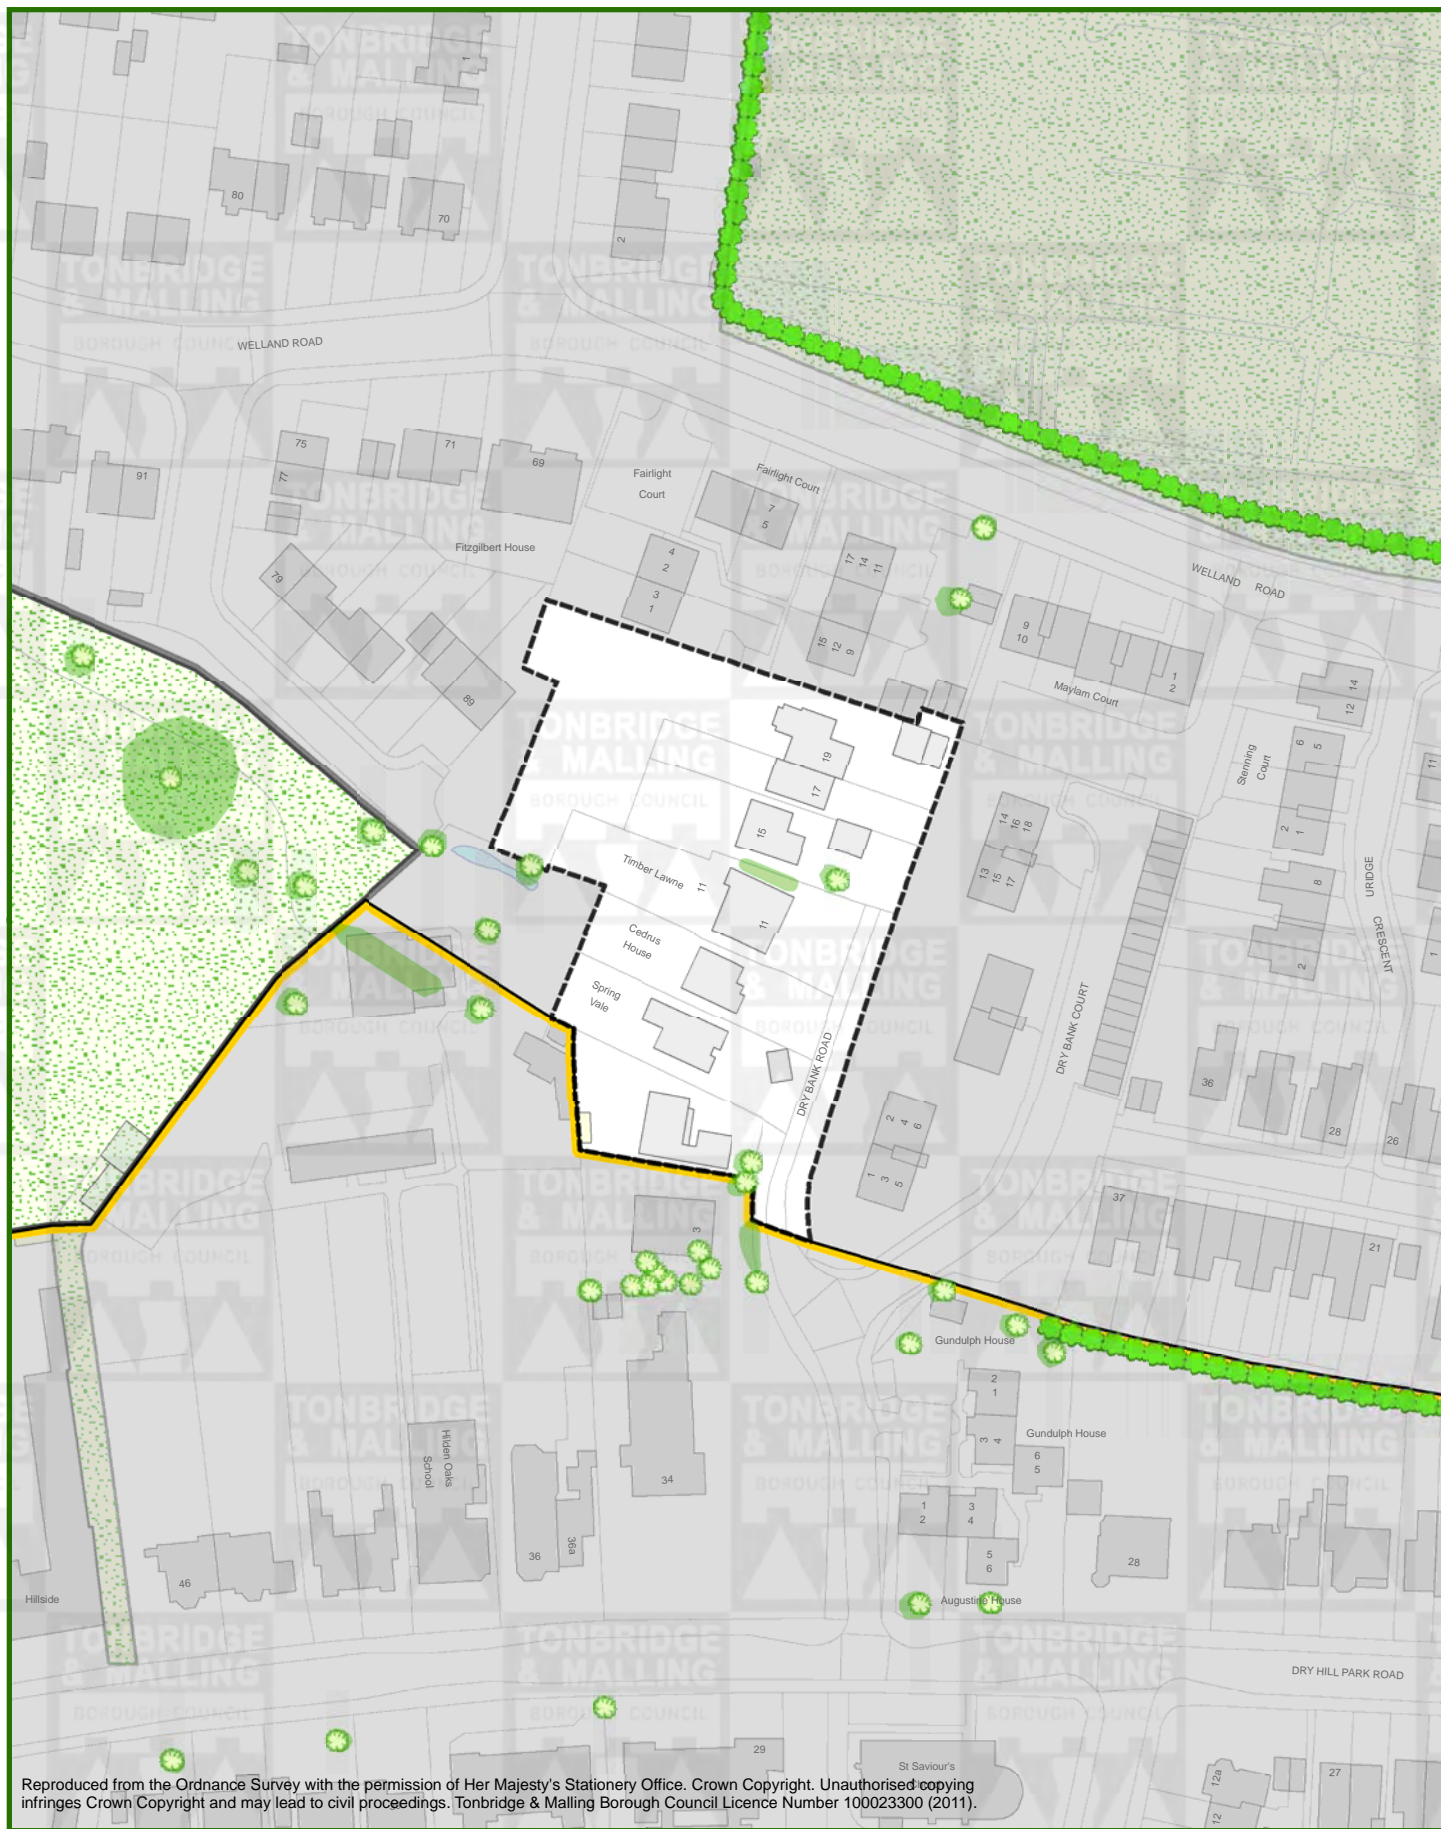 1
80
70
2
WELLAND ROAD
75
77
71
69
91
Fairlight
Court
Fairlight Court
7
5
Fitzgilbert House
4
2
3
1
17
14
11
15
12
9
79
89
WELLAND ROAD
9
10
1
2
Maylam Court
14
12
Stenning
Court
6
5
2
1
11
19
17
15
Timber Lawne
11
11
14
16
18
13
15
17
8
URIDGE
CRESCENT
2
1
Cedrus
House
Spring
Vale
DRY BANK ROAD
DRY BANK COURT
36
28
26
2
4
6
1
3
5
37
21
3
Gundulph House
2
1
3
4
Gundulph House
6
5
34
Hilden Oaks
School
36
36a
46
Hillside
1
2
3
4
5
6
28
Augustine House
DRY HILL PARK ROAD
29
St Saviour's
27
12a
12
TONBRIDGE
& MALLING
BOROUGH COUNCIL
Reproduced from the Ordnance Survey with the permission of Her Majesty's Stationery Office. Crown Copyright. Unauthorised copying
infringes Crown Copyright and may lead to civil proceedings. Tonbridge & Malling Borough Council Licence Number 100023300 (2011).